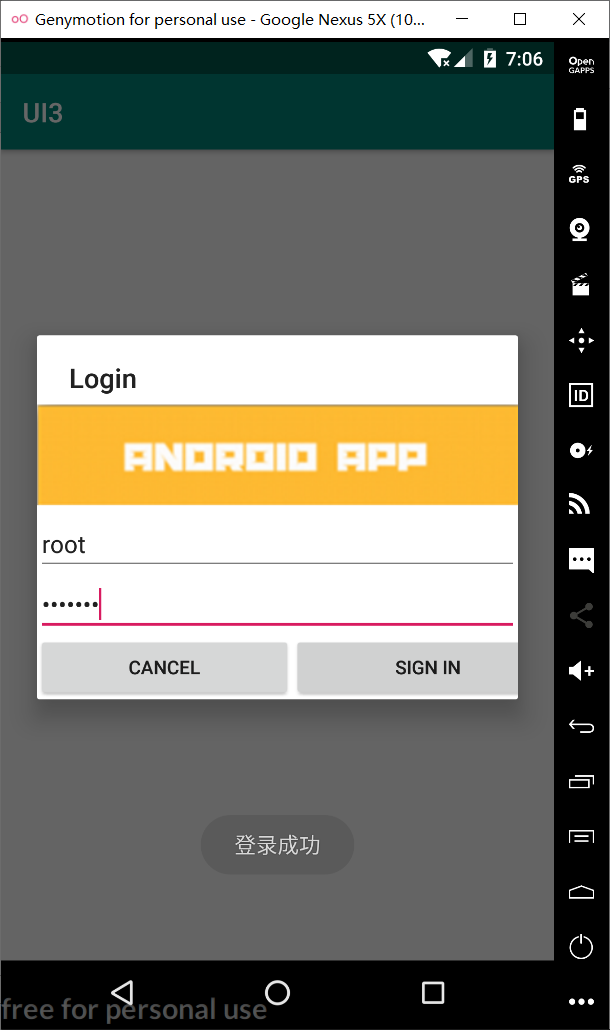 Genymotion for personal use - Google Nexus 5X (10...
Open
GAPPS
7:06
UI3
GPS
Login
ID
ANDROID APP
root
•••••••
CANCEL
SIGN IN
登录成功
free for personal use